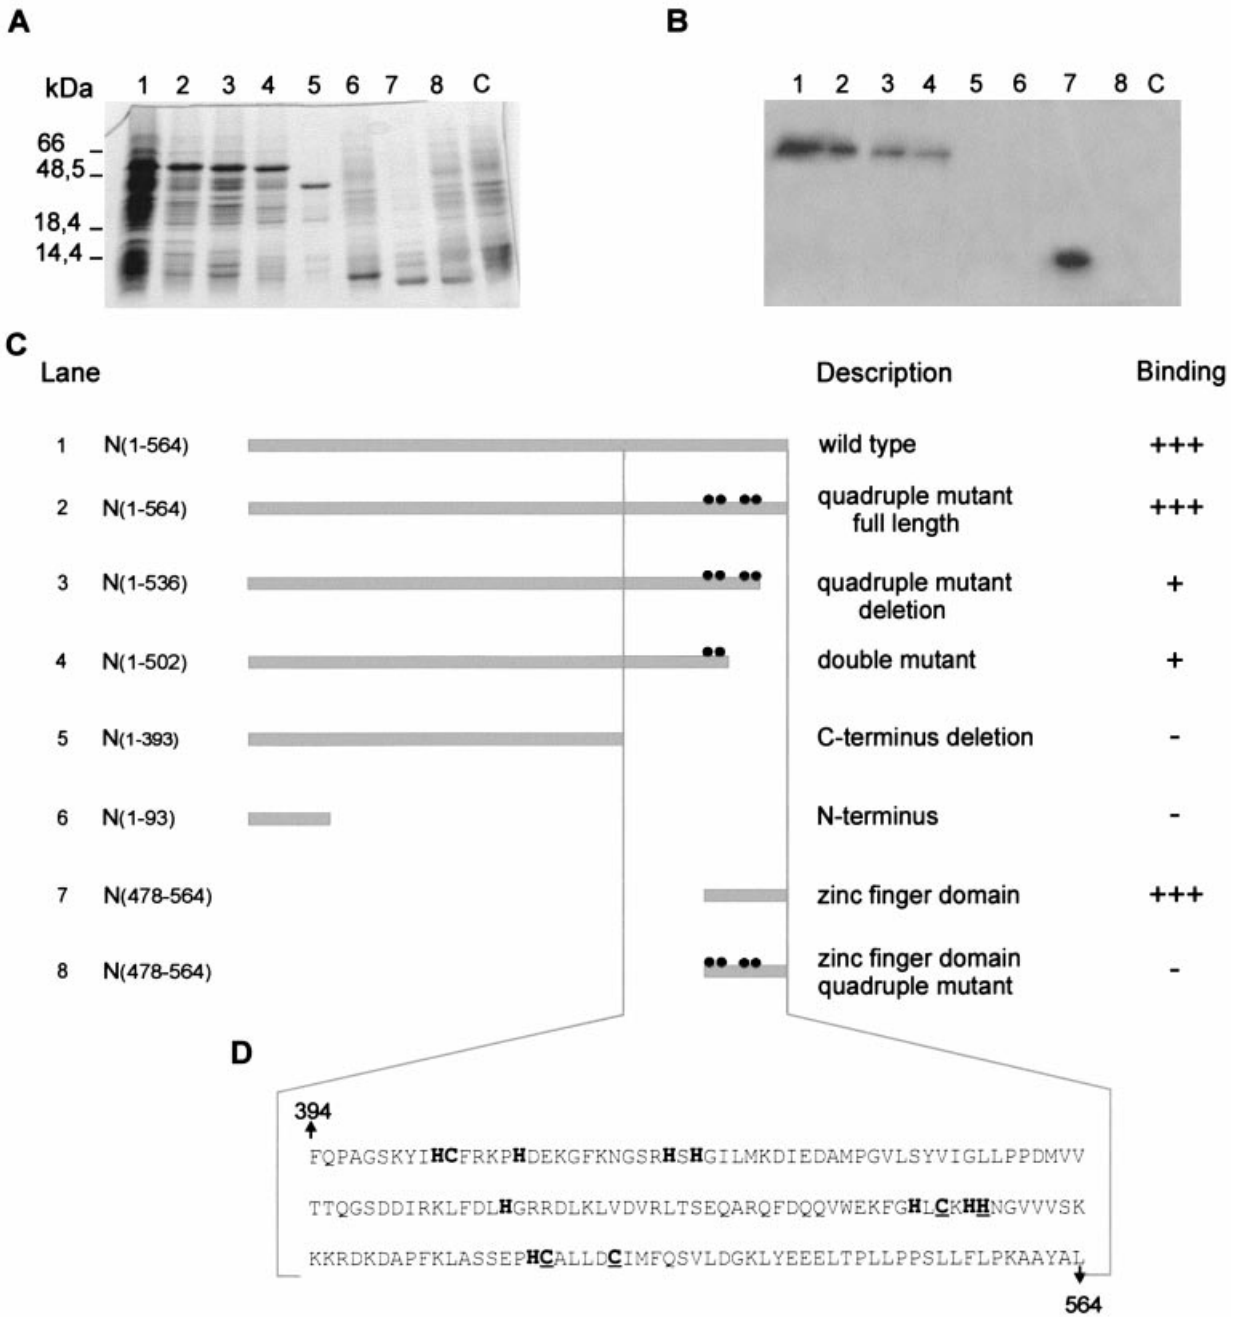 A
B
kDa 1 2 3 4 5 6 7 8 C
1 2 3 4 5 6 7 8 C
66
48,5
18,4
14,4
C
Lane Description Binding
1 N(1-564) wild type +++
2 N(1-564) quadruple mutant full length +++
3 N(1-536) quadruple mutant deletion +
4 N(1-502) double mutant +
5 N(1-393) C-terminus deletion -
6 N(1-93) N-terminus -
7 N(478-564) zinc finger domain +++
8 N(478-564) zinc finger domain quadruple mutant -
D
394
FQPAGSKYIHCFRKPHDEKGFKNGSRHSHGILMKDIEDAMPGVLSYVIGLLPPDMVV
TTQGSDDIRKLFDLHGRRDLKLVDVRLTSEQARQFDQQVWEKFGHLCKHHNGVVVSK
KKRDKDAPFKLASSEPHCALLDCIMFQSVLDGKLYEEELTPLLPPSLLFLPKAAYAL
564